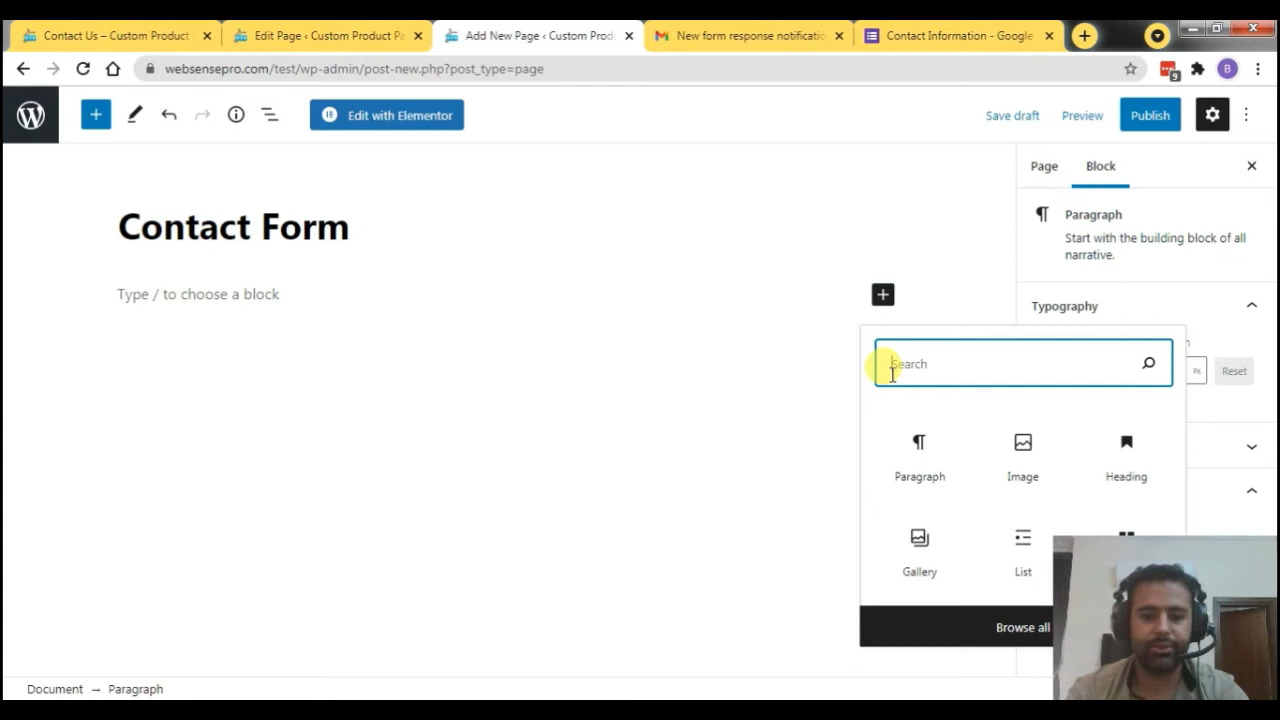 Contact Us – Custom Product
Edit Page ‹ Custom Product Pa
Add New Page ‹ Custom Prod
New form response notificatio
Contact Information - Google
websensepro.com/test/wp-admin/post-new.php?post_type=page
9
B
Edit with Elementor
Save draft
Preview
Publish
Page
Block
Contact Form
Paragraph
Start with the building block of all
narrative.
Type / to choose a block
Typography
Search
PX
Reset
Paragraph
Image
Heading
Gallery
List
Browse all
Document → Paragraph